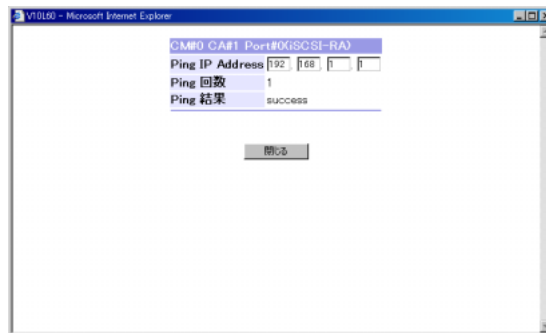 V10L60 - Microsoft Internet Explorer
CM#0 CA#1 Port#0(iSCSI-RA)
Ping IP Address 192. 168. 1. 1
Ping 回数 1
Ping 結果 success
閉じる